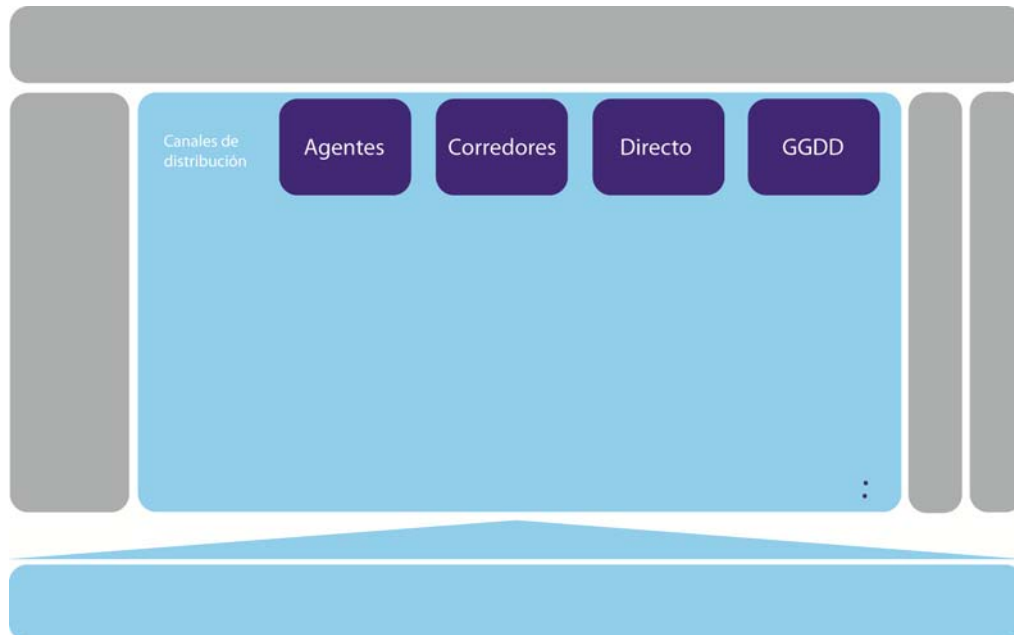 Canales de
distribución
Agentes
Corredores
Directo
GGDD
: